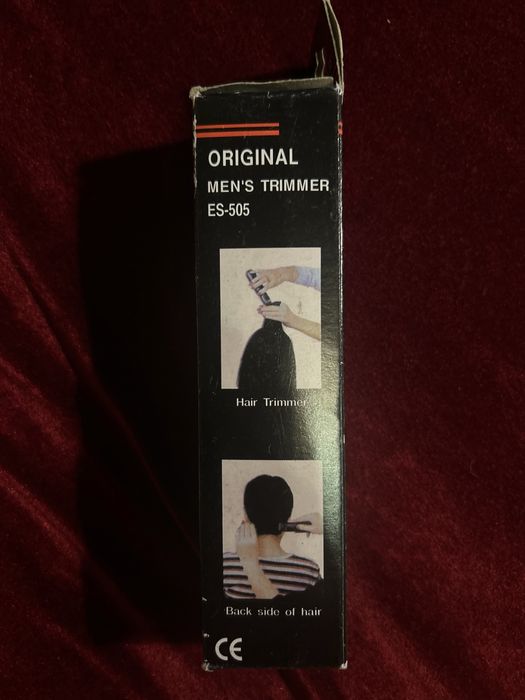 ORIGINAL
MEN'S TRIMMER
ES-505
Hair Trimmer
Back side of hair
CE